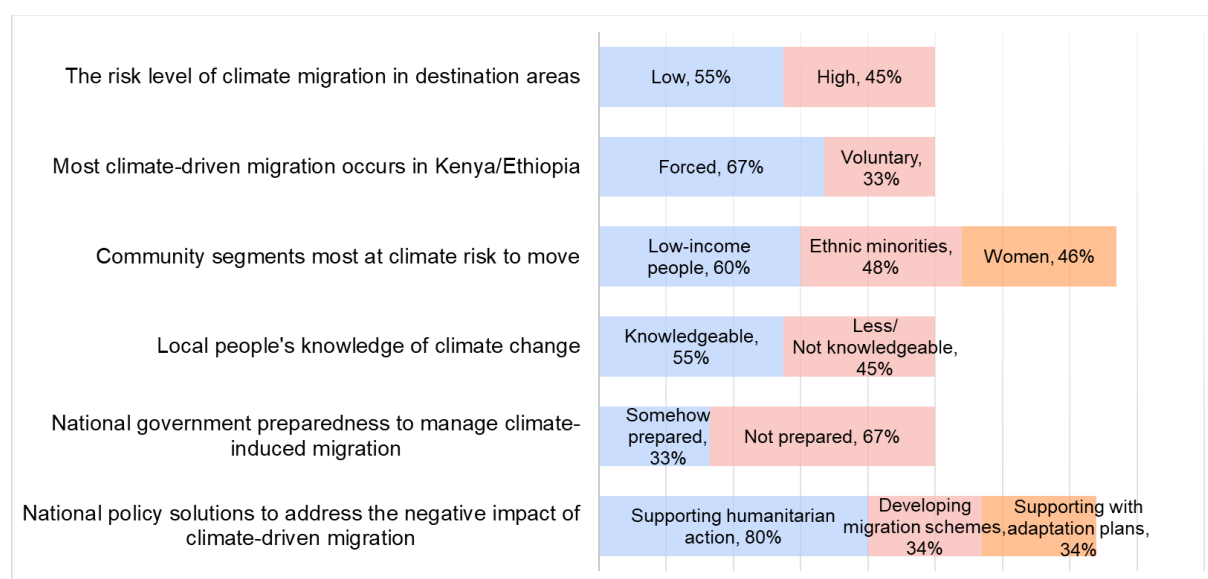 The risk level of climate migration in destination areas
Low, 55%
High, 45%
Most climate-driven migration occurs in Kenya/Ethiopia
Forced, 67%
Voluntary,
33%
Community segments most at climate risk to move
Low-income
people, 60%
Ethnic minorities,
48%
Women, 46%
Local people's knowledge of climate change
Knowledgeable,
55%
Less/
Not knowledgeable,
45%
National government preparedness to manage climate-
induced migration
Somehow
prepared,
33%
Not prepared, 67%
National policy solutions to address the negative impact of
climate-driven migration
Supporting humanitarian
action, 80%
Developing
migration schemes,
34%
Supporting with
adaptation plans,
34%